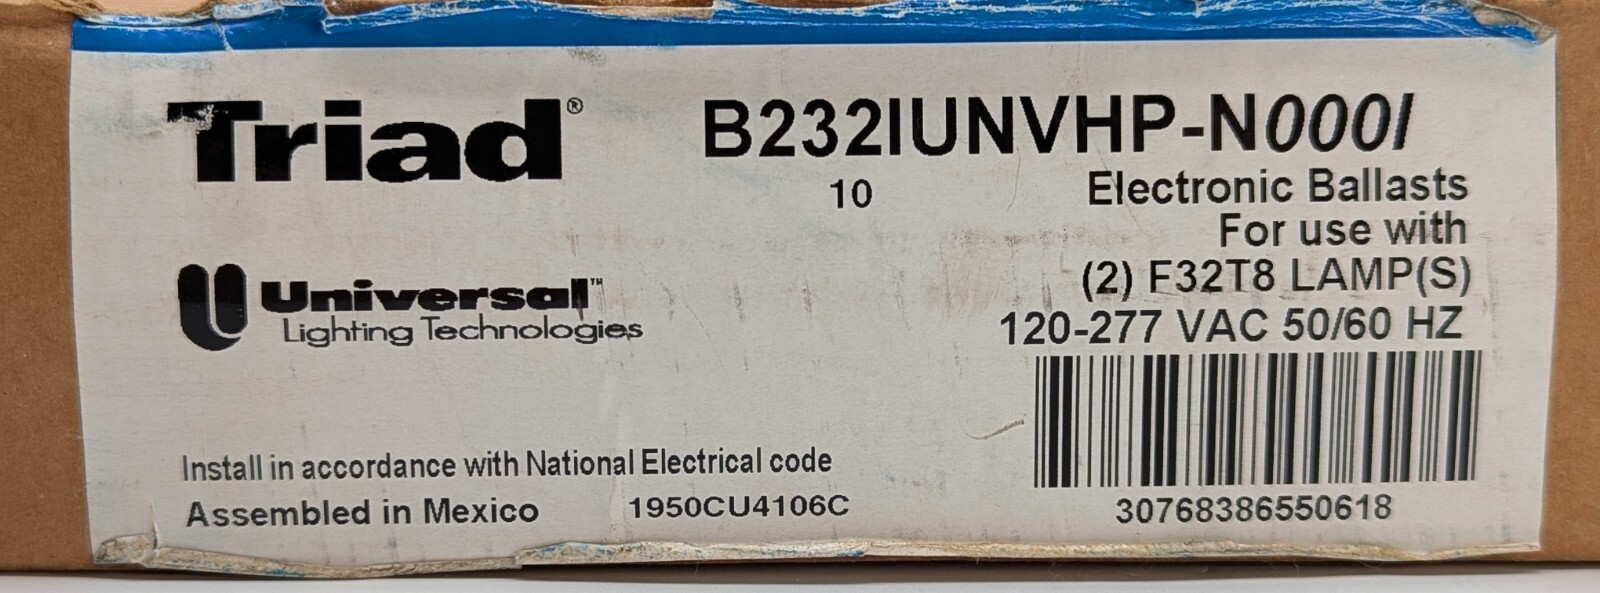 Triad®
B232IUNVHP-N000I
10
Electronic Ballasts
For use with
(2) F32T8 LAMP(S)
120-277 VAC 50/60 HZ
Universal™
Lighting Technologies
Install in accordance with National Electrical code
Assembled in Mexico 1950CU4106C
30768386550618